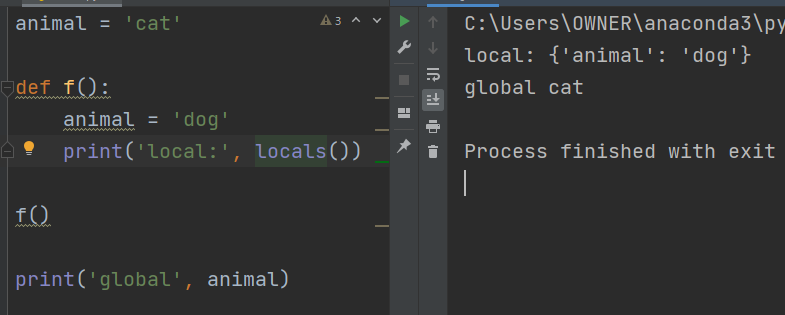 animal = 'cat'
3
def f():
animal = 'dog'
print('local:', locals())
f()
print('global', animal)
C:\Users\OWNER\anaconda3\py
local: {'animal': 'dog'}
global cat
Process finished with exit